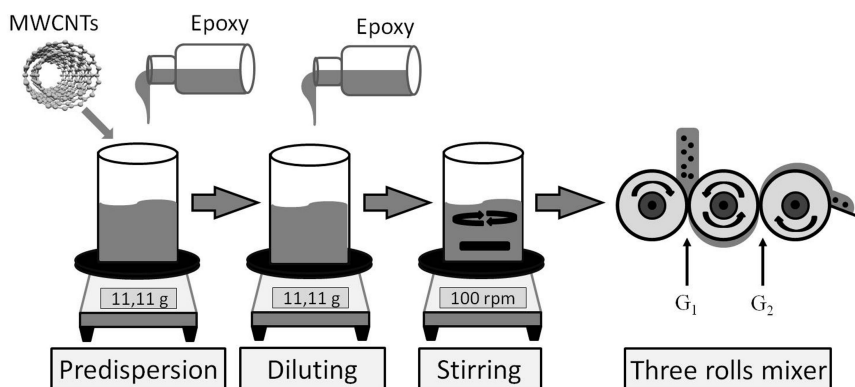 MWCNTs
Epoxy
Epoxy
11,11 g
11,11 g
100 rpm
G1
G2
Predispersion
Diluting
Stirring
Three rolls mixer